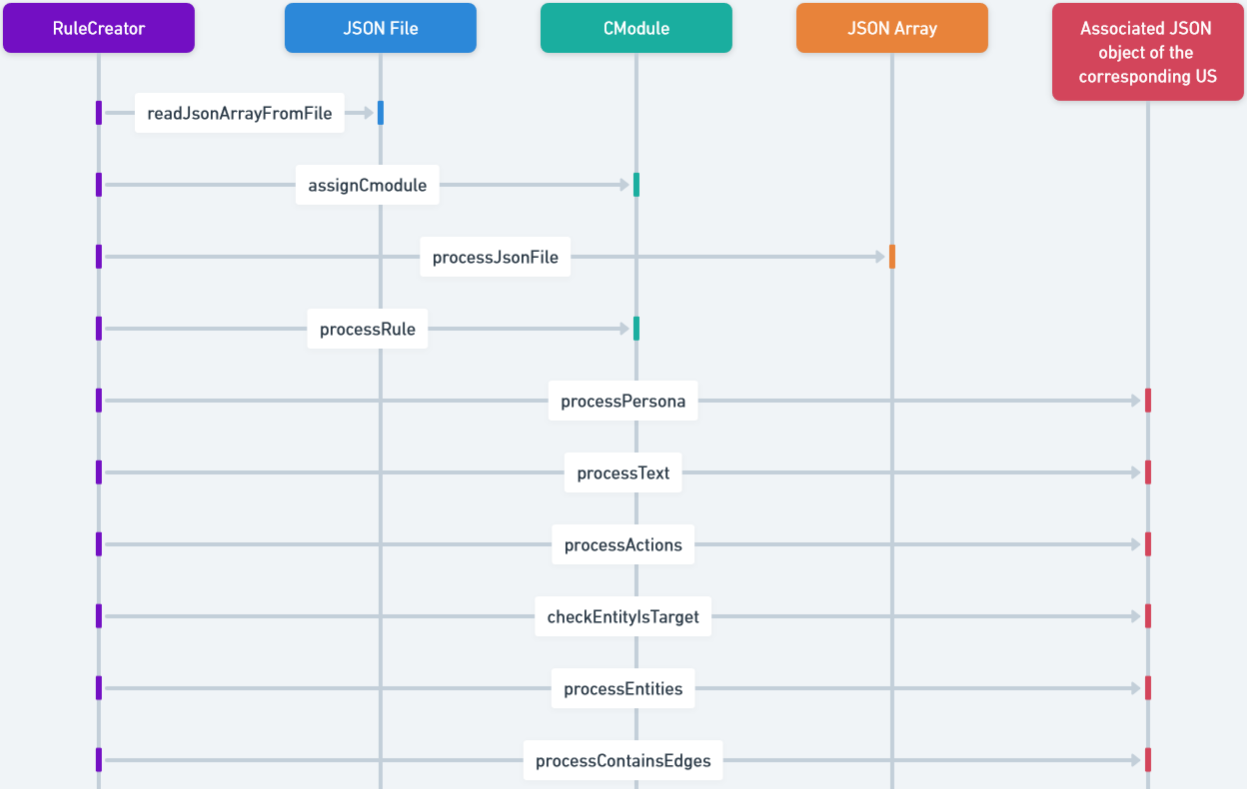 RuleCreator
JSON File
CModule
JSON Array
Associated JSON
object of the
corresponding US
readJsonArrayFromFile
assignCmodule
processJsonFile
processRule
processPersona
processText
processActions
checkEntityIsTarget
processEntities
processContainsEdges